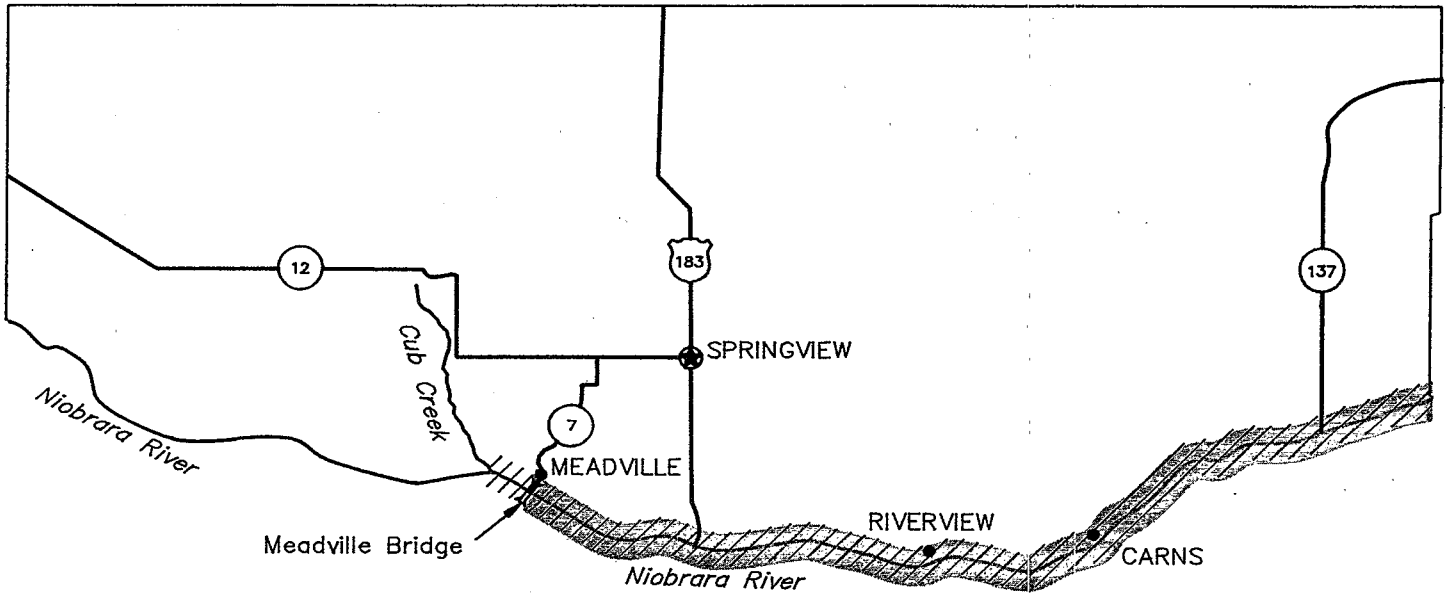 183
12
137
SPRINGVIEW
Cub Creek
Niobrara River
7
MEADVILLE
Meadville Bridge
RIVERVIEW
CARNS
Niobrara River